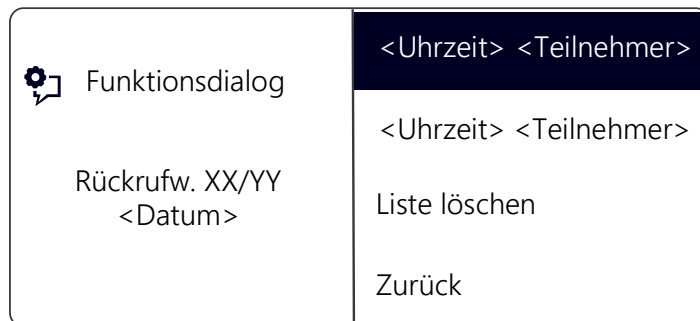 Funktionsdialog
Rückrufw. XX/YY
<Datum>
<Uhrzeit> <Teilnehmer>
<Uhrzeit> <Teilnehmer>
Liste löschen
Zurück